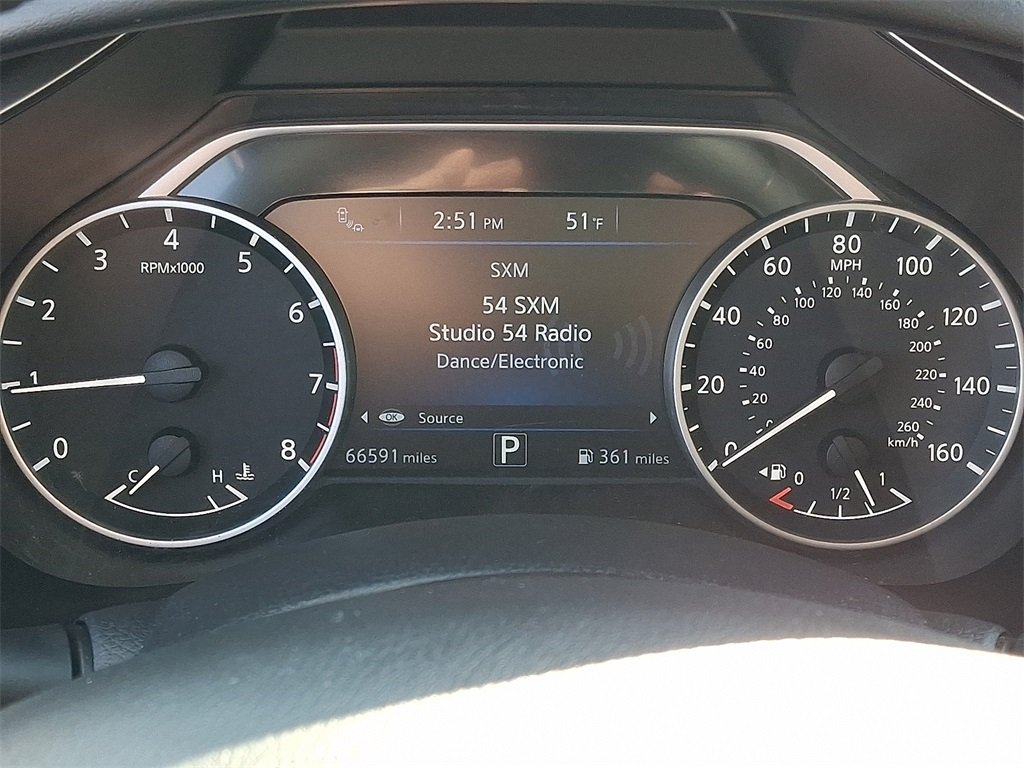 2:51 PM 51°F
SXM
54 SXM
Studio 54 Radio
Dance/Electronic
OK Source
66591 miles P 361 miles
0 1 2 3 4 5 6 7 8
RPMx1000
C H
0 20 40 60 80 100 120 140 160
MPH
0 20 40 60 80 100 120 140 160 180 200 220 240 260
km/h
0 1/2 1